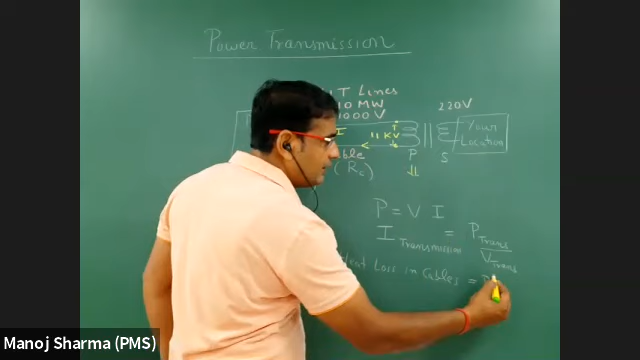 Power Transmission
T Lines
10 MW
220V
1000 V
Your
Location
I
11 KV
P
S
(Rc)
P = V I
I Transmission = P Trans / V Trans
Loss in Cables =
Manoj Sharma (PMS)